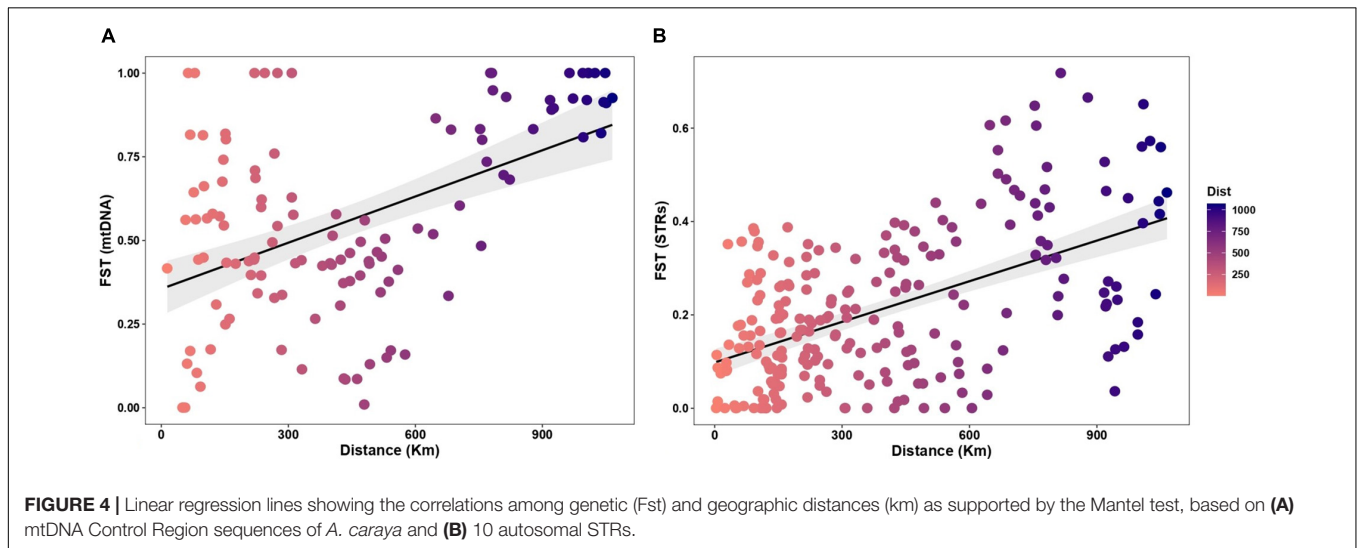 A
B
FST (mtDNA)
1.00
0.75
0.50
0.25
0.00
0
300
600
900
Distance (Km)
FST (STRs)
0.6
0.4
0.2
0.0
0
300
600
900
Distance (Km)
Dist
1000
750
500
250
FIGURE 4 | Linear regression lines showing the correlations among genetic (Fst) and geographic distances (km) as supported by the Mantel test, based on (A)
mtDNA Control Region sequences of A. caraya and (B) 10 autosomal STRs.